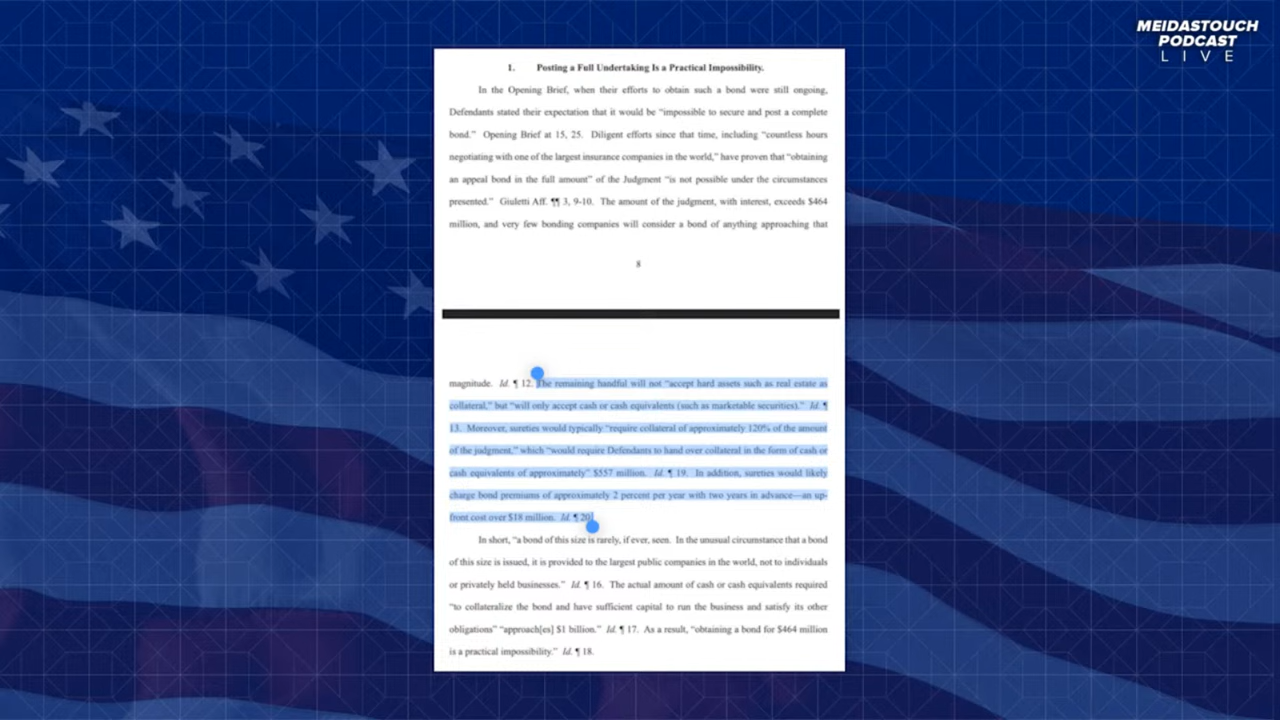 MEIDASTOUCH
PODCAST
LIVE
1. Posting a Full Undertaking Is a Practical Impossibility.
In the Opening Brief, when their efforts to obtain such a bond were still ongoing,
Defendants stated their expectation that it would be “impossible to secure and post a complete
bond.” Opening Brief at 15, 25. Diligent efforts since that time, including “countless hours
negotiating with one of the largest insurance companies in the world,” have proven that “obtaining
an appeal bond in the full amount” of the Judgment “is not possible under the circumstances
presented.” Giuletti Aff. ¶¶ 3, 9-10. The amount of the judgment, with interest, exceeds $464
million, and very few bonding companies will consider a bond of anything approaching that
8
magnitude. Id. ¶ 12. The remaining handful will not “accept hard assets such as real estate as
collateral,” but “will only accept cash or cash equivalents (such as marketable securities).” Id. ¶
13. Moreover, sureties would typically “require collateral of approximately 120% of the amount
of the judgment,” which “would require Defendants to hand over collateral in the form of cash or
cash equivalents of approximately” $557 million. Id. ¶ 19. In addition, sureties would likely
charge bond premiums of approximately 2 percent per year with two years in advance—an up-
front cost over $18 million. Id. ¶ 20.
In short, “a bond of this size is rarely, if ever, seen. In the unusual circumstance that a bond
of this size is issued, it is provided to the largest public companies in the world, not to individuals
or privately held businesses.” Id. ¶ 16. The actual amount of cash or cash equivalents required
“to collateralize the bond and have sufficient capital to run the business and satisfy its other
obligations” “approach[es] $1 billion.” Id. ¶ 17. As a result, “obtaining a bond for $464 million
is a practical impossibility.” Id. ¶ 18.